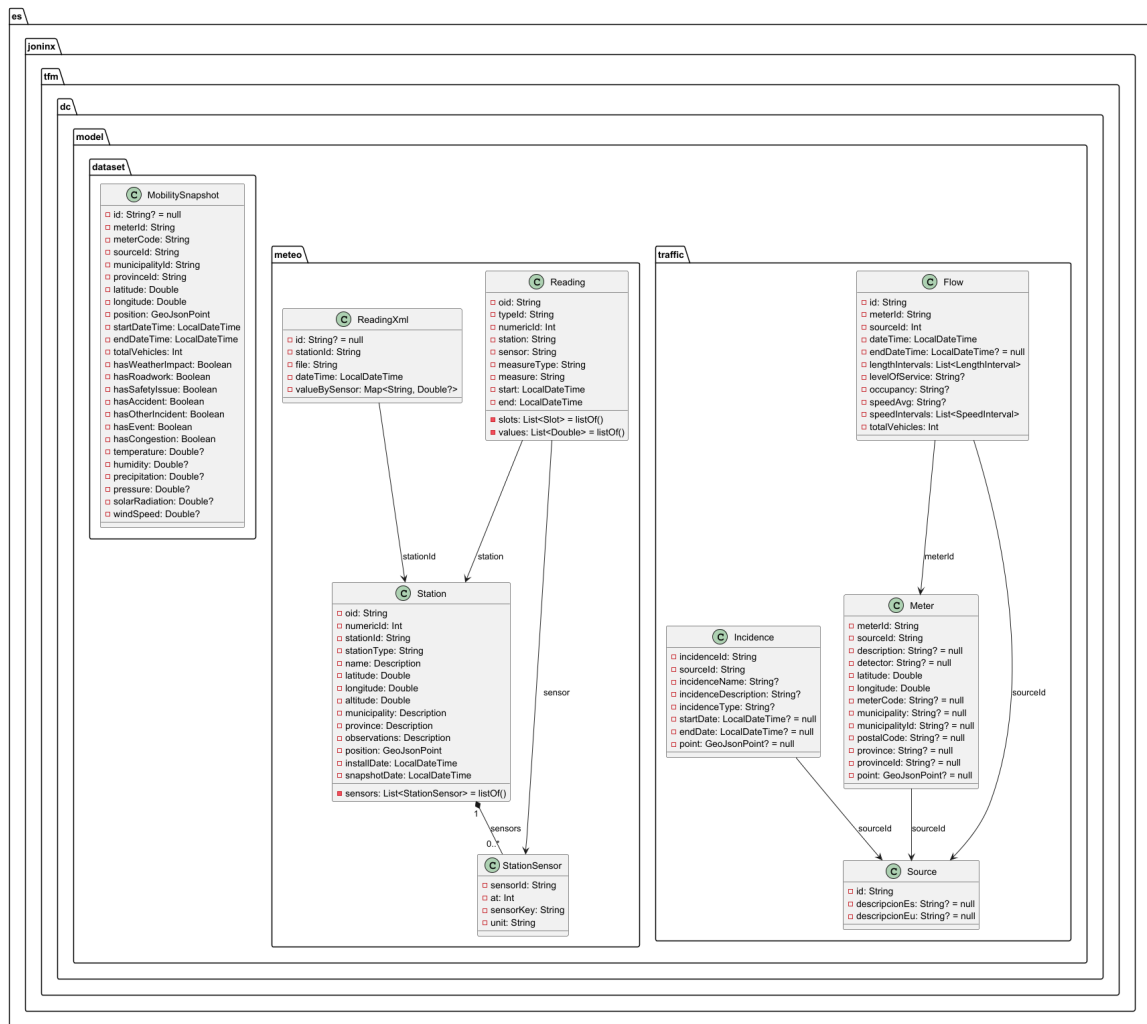 es
joninx
tfm
dc
model
dataset
C MobilitySnapshot
id: String? = null
meterId: String
meterCode: String
sourceId: String
municipalityId: String
provinceId: String
latitude: Double
longitude: Double
position: GeoJsonPoint
startDateTime: LocalDateTime
endDateTime: LocalDateTime
totalVehicles: Int
hasWeatherImpact: Boolean
hasRoadwork: Boolean
hasSafetyIssue: Boolean
hasAccident: Boolean
hasOtherIncident: Boolean
hasEvent: Boolean
hasCongestion: Boolean
temperature: Double?
humidity: Double?
precipitation: Double?
pressure: Double?
solarRadiation: Double?
windSpeed: Double?
meteo
C ReadingXml
id: String? = null
stationId: String
file: String
dateTime: LocalDateTime
valueBySensor: Map<String, Double?>
C Reading
oid: String
typeId: String
numericId: Int
station: String
sensor: String
measureType: String
measure: String
start: LocalDateTime
end: LocalDateTime
slots: List<Slot> = listOf()
values: List<Double> = listOf()
stationId
station
sensor
C Station
oid: String
numericId: Int
stationId: String
stationType: String
name: Description
latitude: Double
longitude: Double
altitude: Double
municipality: Description
province: Description
observations: Description
position: GeoJsonPoint
installDate: LocalDateTime
snapshotDate: LocalDateTime
sensors: List<StationSensor> = listOf()
1
sensors
0..*
C StationSensor
sensorId: String
at: Int
sensorKey: String
unit: String
traffic
C Flow
id: String
meterId: String
sourceId: Int
dateTime: LocalDateTime
endDateTime: LocalDateTime? = null
lengthIntervals: List<LengthInterval>
levelOfService: String?
occupancy: String?
speedAvg: String?
speedIntervals: List<SpeedInterval>
totalVehicles: Int
meterId
sourceId
C Incidence
incidenceId: String
sourceId: String
incidenceName: String?
incidenceDescription: String?
incidenceType: String?
startDate: LocalDateTime? = null
endDate: LocalDateTime? = null
point: GeoJsonPoint? = null
C Meter
meterId: String
sourceId: String
description: String? = null
detector: String? = null
latitude: Double
longitude: Double
meterCode: String? = null
municipality: String? = null
municipalityId: String? = null
postalCode: String? = null
province: String? = null
provinceId: String? = null
point: GeoJsonPoint? = null
sourceId
sourceId
C Source
id: String
descripcionEs: String? = null
descripcionEu: String? = null